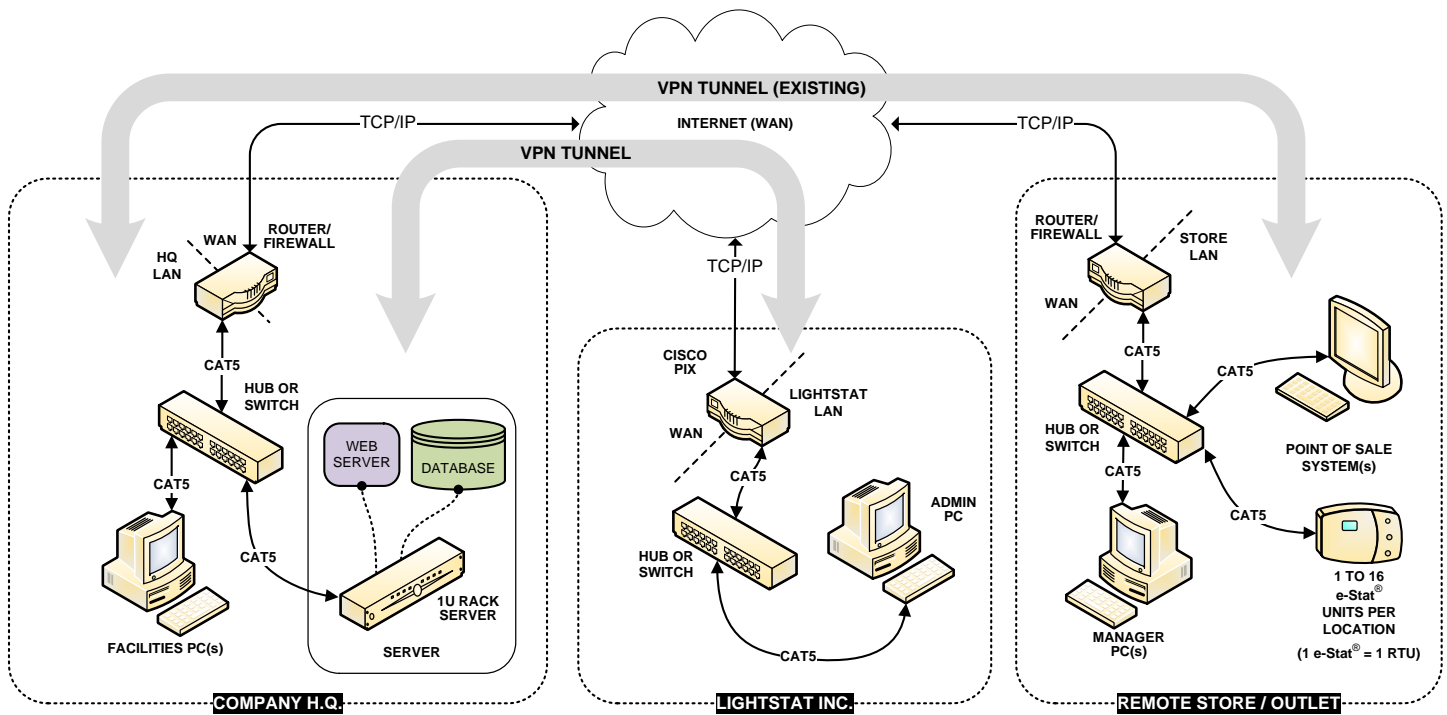 VPN TUNNEL (EXISTING)
INTERNET (WAN)
TCP/IP
TCP/IP
VPN TUNNEL
TCP/IP
WAN
ROUTER/
FIREWALL
HQ
LAN
CAT5
HUB OR
SWITCH
CAT5
CAT5
FACILITIES PC(s)
WEB
SERVER
DATABASE
1U RACK
SERVER
SERVER
COMPANY H.Q.
CISCO
PIX
LIGHTSTAT
LAN
WAN
CAT5
HUB OR
SWITCH
ADMIN
PC
CAT5
LIGHTSTAT INC.
ROUTER/
FIREWALL
STORE
LAN
WAN
CAT5
CAT5
HUB OR
SWITCH
POINT OF SALE
SYSTEM(s)
CAT5
CAT5
MANAGER
PC(s)
1 TO 16
e-Stat®
UNITS PER
LOCATION
(1 e-Stat® = 1 RTU)
REMOTE STORE / OUTLET